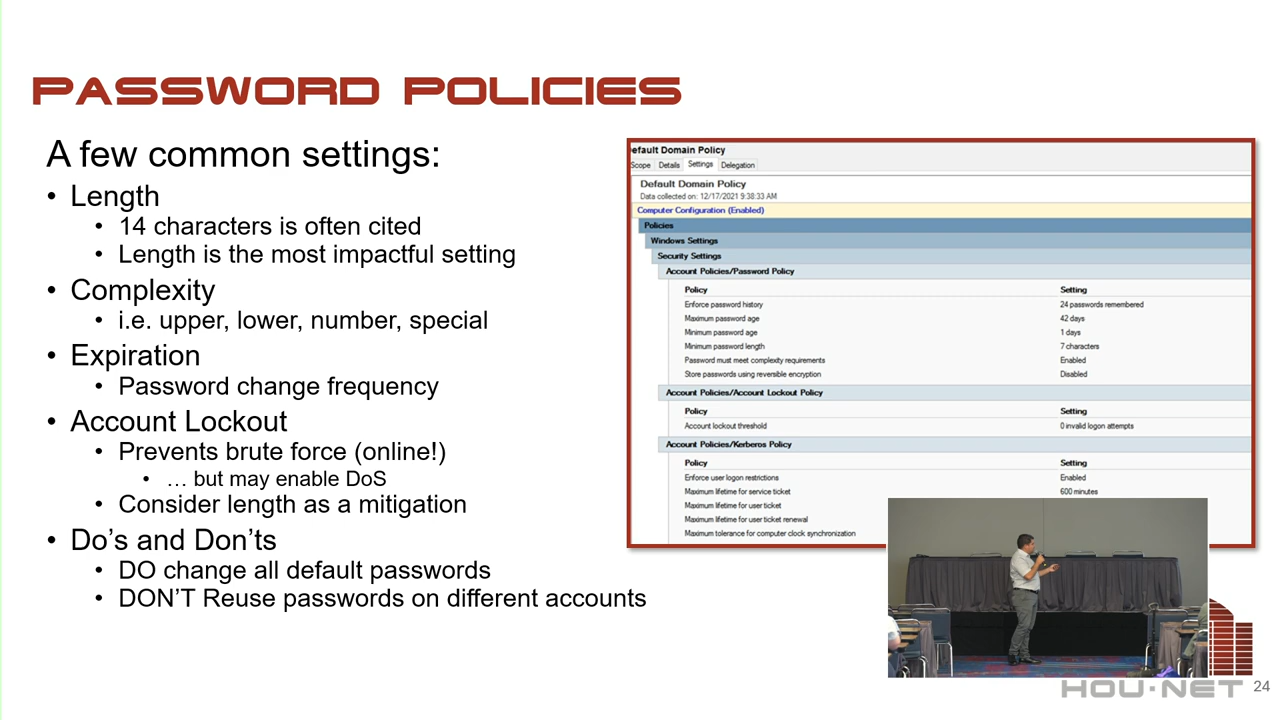 PASSWORD POLICIES
A few common settings:
• Length
• 14 characters is often cited
• Length is the most impactful setting
• Complexity
• i.e. upper, lower, number, special
• Expiration
• Password change frequency
• Account Lockout
• Prevents brute force (online!)
• … but may enable DoS
• Consider length as a mitigation
• Do's and Don'ts
• DO change all default passwords
• DON'T Reuse passwords on different accounts
efault Domain Policy
Scope Details Settings Delegation
Default Domain Policy
Data collected on: 12/17/2021 9:38:33 AM
Computer Configuration (Enabled)
Policies
Windows Settings
Security Settings
Account Policies/Password Policy
Policy Setting
Enforce password history 24 passwords remembered
Maximum password age 42 days
Minimum password age 1 days
Minimum password length 7 characters
Password must meet complexity requirements Enabled
Store passwords using reversible encryption Disabled
Account Policies/Account Lockout Policy
Policy Setting
Account lockout threshold 0 invalid logon attempts
Account Policies/Kerberos Policy
Policy Setting
Enforce user logon restrictions Enabled
Maximum lifetime for service ticket 600 minutes
Maximum lifetime for user ticket
Maximum lifetime for user ticket renewal
Maximum tolerance for computer clock synchronization
HOU·NET
24